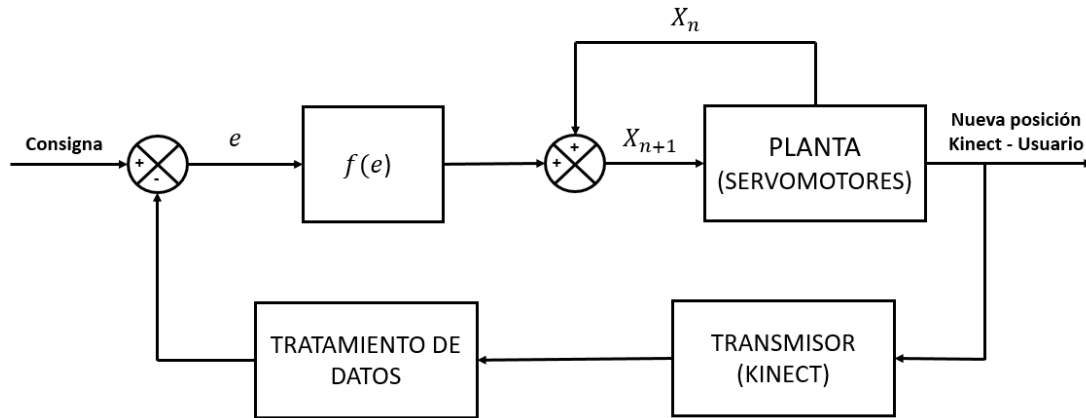 X_n
Consigna
e
f(e)
X_{n+1}
PLANTA
(SERVOMOTORES)
Nueva posición
Kinect - Usuario
+
-
+
+
TRATAMIENTO DE
DATOS
TRANSMISOR
(KINECT)